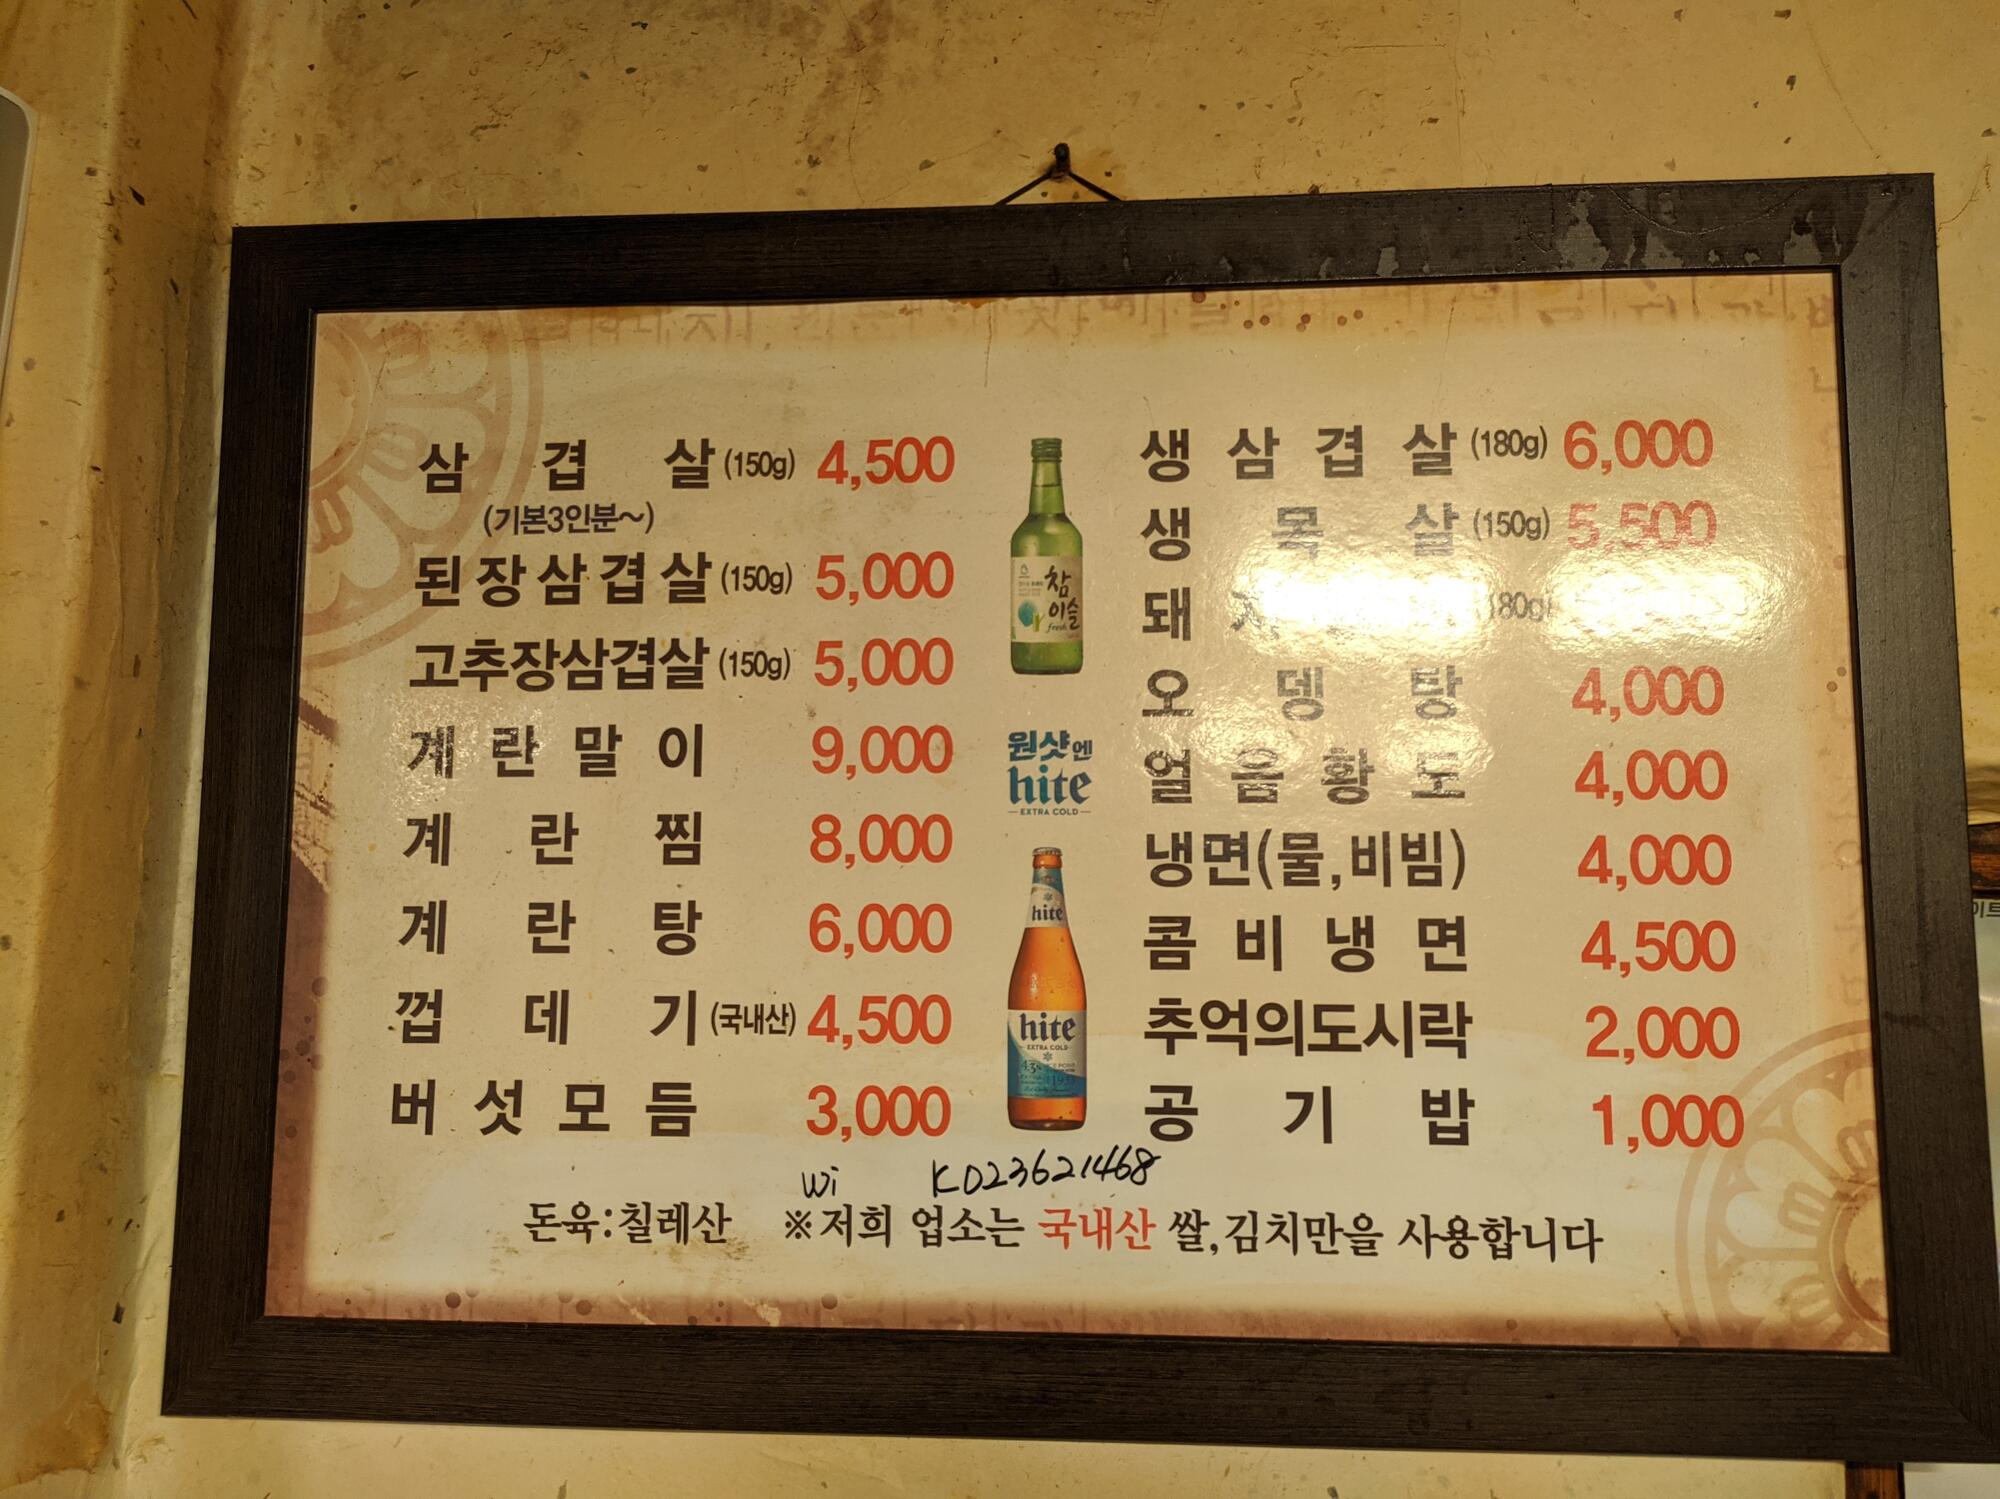 삼겹살(150g) 4,500
(기본3인분~)
된장삼겹살(150g) 5,000
고추장삼겹살(150g) 5,000
계란말이 9,000
계란찜 8,000
계란탕 6,000
껍데기(국내산) 4,500
버섯모듬 3,000
참이슬
fresh
원샷엔
hite
EXTRA COLD
hite
hite
EXTRA COLD
생삼겹살(180g) 6,000
생목살(150g) 5,500
돼
오뎅탕 4,000
얼음황도 4,000
냉면(물,비빔) 4,000
콤비냉면 4,500
추억의도시락 2,000
공기밥 1,000
Wi K023621468
돈육:칠레산 ※저희 업소는 국내산 쌀,김치만을 사용합니다